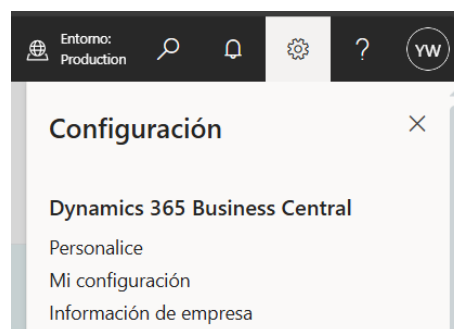 Entorno:
Production
?
YW
Configuración
Dynamics 365 Business Central
Personalice
Mi configuración
Información de empresa